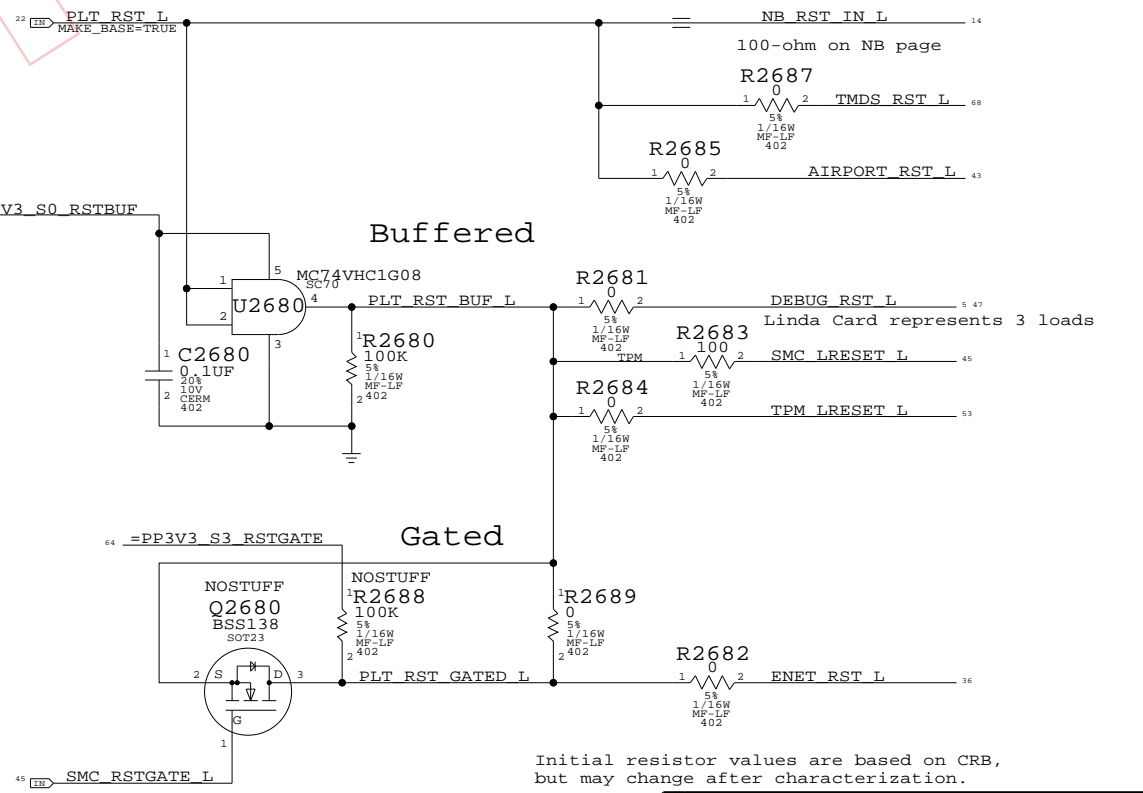 22 IN PLT_RST_L
MAKE_BASE=TRUE
NB_RST_IN_L 14
100-ohm on NB page
R2687
0
1 2 TMDS_RST_L 68
5%
1/16W
MF-LF
402
R2685
0
1 2 AIRPORT_RST_L 43
5%
1/16W
MF-LF
402
V3_S0_RSTBUF
Buffered
5 MC74VHC1G08
SC70
1
U2680
2
4
3
PLT_RST_BUF_L
C2680
1
0.1UF
20%
10V
2
CERM
402
1
R2680
100K
5%
1/16W
MF-LF
2
402
R2681
0
1 2 DEBUG_RST_L 5 47
5%
1/16W
MF-LF
402
Linda Card represents 3 loads
R2683
100
TPM 1 2 SMC_LRESET_L 45
5%
1/16W
MF-LF
402
R2684
0
1 2 TPM_LRESET_L 53
5%
1/16W
MF-LF
402
Gated
64 =PP3V3_S3_RSTGATE
NOSTUFF
Q2680
BSS138
SOT23
2 S D 3
G
1
NOSTUFF
1
R2688
100K
5%
1/16W
MF-LF
2
402
PLT_RST_GATED_L
1
R2689
0
5%
1/16W
MF-LF
2
402
R2682
0
1 2 ENET_RST_L 36
5%
1/16W
MF-LF
402
45 IN SMC_RSTGATE_L
Initial resistor values are based on CRB,
but may change after characterization.